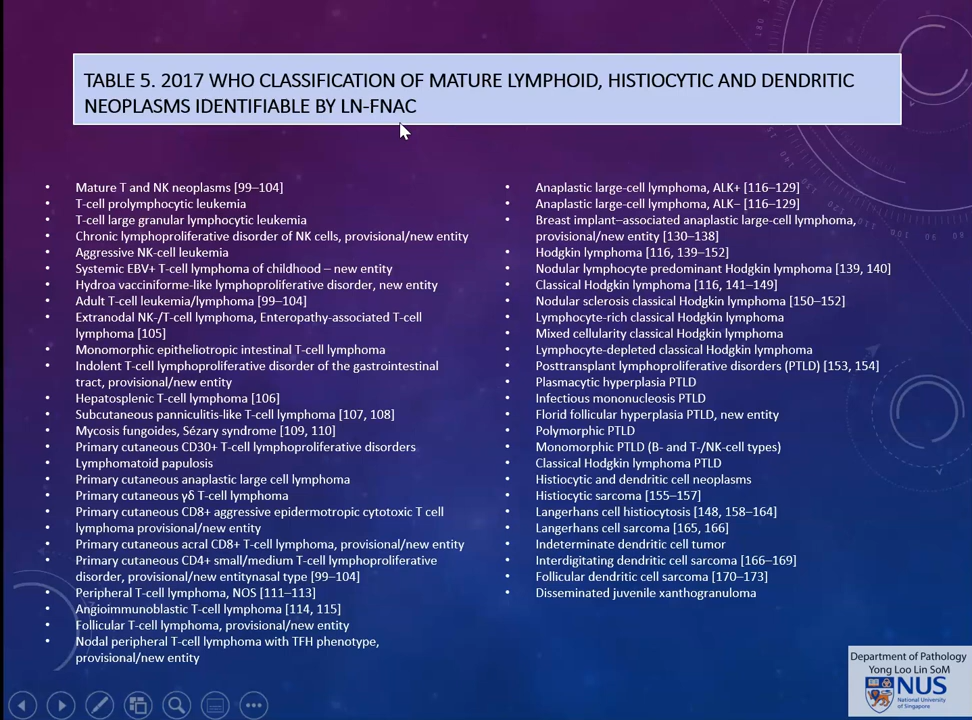 TABLE 5. 2017 WHO CLASSIFICATION OF MATURE LYMPHOID, HISTIOCYTIC AND DENDRITIC
NEOPLASMS IDENTIFIABLE BY LN-FNAC
• Mature T and NK neoplasms [99–104]
• T-cell prolymphocytic leukemia
• T-cell large granular lymphocytic leukemia
• Chronic lymphoproliferative disorder of NK cells, provisional/new entity
• Aggressive NK-cell leukemia
• Systemic EBV+ T-cell lymphoma of childhood – new entity
• Hydroa vacciniforme-like lymphoproliferative disorder, new entity
• Adult T-cell leukemia/lymphoma [99–104]
• Extranodal NK-/T-cell lymphoma, Enteropathy-associated T-cell
lymphoma [105]
• Monomorphic epitheliotropic intestinal T-cell lymphoma
• Indolent T-cell lymphoproliferative disorder of the gastrointestinal
tract, provisional/new entity
• Hepatosplenic T-cell lymphoma [106]
• Subcutaneous panniculitis-like T-cell lymphoma [107, 108]
• Mycosis fungoides, Sézary syndrome [109, 110]
• Primary cutaneous CD30+ T-cell lymphoproliferative disorders
• Lymphomatoid papulosis
• Primary cutaneous anaplastic large cell lymphoma
• Primary cutaneous γδ T-cell lymphoma
• Primary cutaneous CD8+ aggressive epidermotropic cytotoxic T cell
• lymphoma provisional/new entity
• Primary cutaneous acral CD8+ T-cell lymphoma, provisional/new entity
• Primary cutaneous CD4+ small/medium T-cell lymphoproliferative
disorder, provisional/new entitynasal type [99–104]
• Peripheral T-cell lymphoma, NOS [111–113]
• Angioimmunoblastic T-cell lymphoma [114, 115]
• Follicular T-cell lymphoma, provisional/new entity
• Nodal peripheral T-cell lymphoma with TFH phenotype,
provisional/new entity
• Anaplastic large-cell lymphoma, ALK+ [116–129]
• Anaplastic large-cell lymphoma, ALK− [116–129]
• Breast implant–associated anaplastic large-cell lymphoma,
provisional/new entity [130–138]
• Hodgkin lymphoma [116, 139–152]
• Nodular lymphocyte predominant Hodgkin lymphoma [139, 140]
• Classical Hodgkin lymphoma [116, 141–149]
• Nodular sclerosis classical Hodgkin lymphoma [150–152]
• Lymphocyte-rich classical Hodgkin lymphoma
• Mixed cellularity classical Hodgkin lymphoma
• Lymphocyte-depleted classical Hodgkin lymphoma
• Posttransplant lymphoproliferative disorders (PTLD) [153, 154]
• Plasmacytic hyperplasia PTLD
• Infectious mononucleosis PTLD
• Florid follicular hyperplasia PTLD, new entity
• Polymorphic PTLD
• Monomorphic PTLD (B- and T-/NK-cell types)
• Classical Hodgkin lymphoma PTLD
• Histiocytic and dendritic cell neoplasms
• Histiocytic sarcoma [155–157]
• Langerhans cell histiocytosis [148, 158–164]
• Langerhans cell sarcoma [165, 166]
• Indeterminate dendritic cell tumor
• Interdigitating dendritic cell sarcoma [166–169]
• Follicular dendritic cell sarcoma [170–173]
• Disseminated juvenile xanthogranuloma
Department of Pathology
Yong Loo Lin SoM
NUS
National University
of Singapore